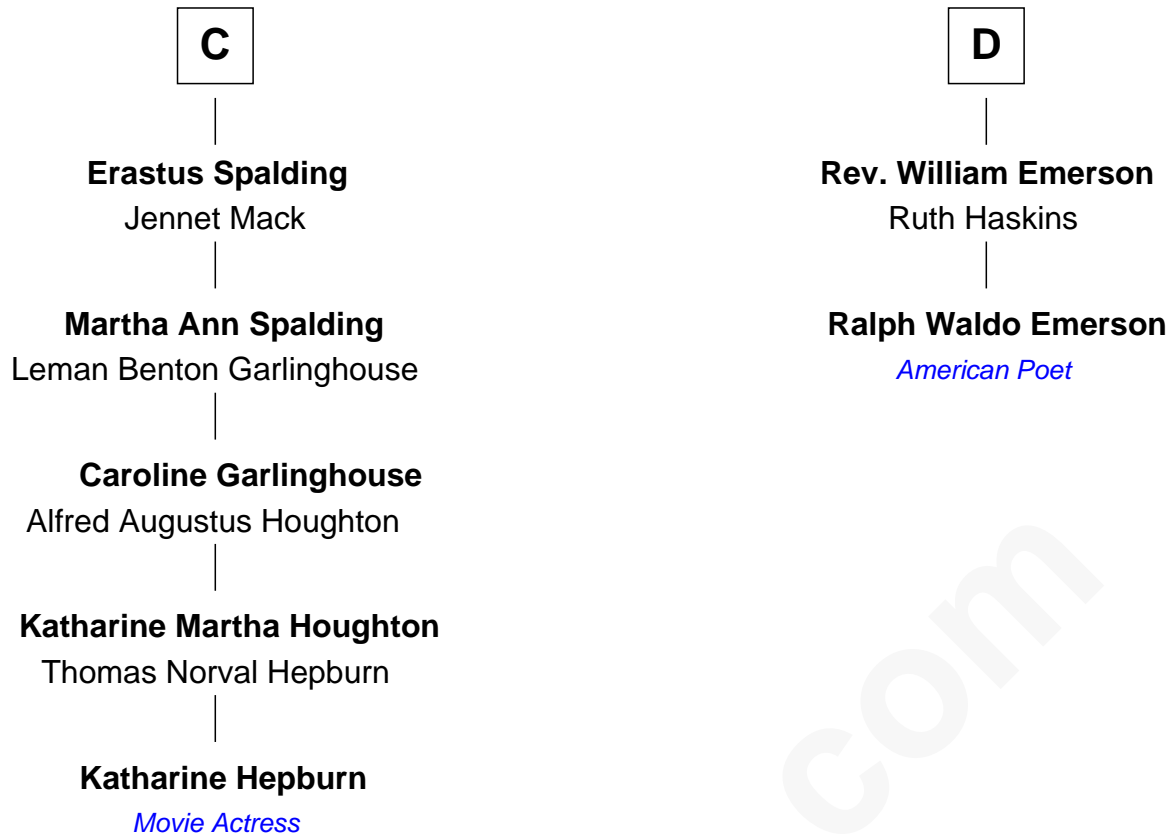 C
Erastus Spalding
Jennet Mack
Martha Ann Spalding
Leman Benton Garlinghouse
Caroline Garlinghouse
Alfred Augustus Houghton
Katharine Martha Houghton
Thomas Norval Hepburn
Katharine Hepburn
Movie Actress
D
Rev. William Emerson
Ruth Haskins
Ralph Waldo Emerson
American Poet
com